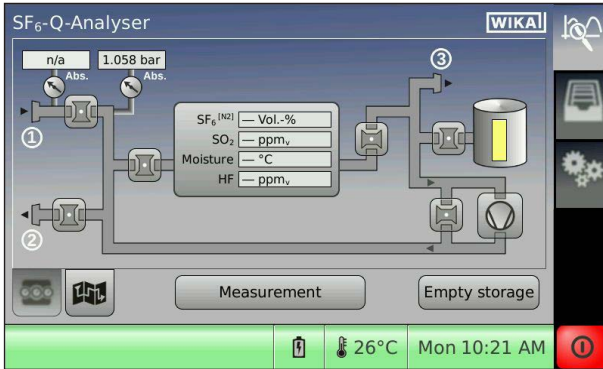 SF₆-Q-Analyser
WIKA
n/a
1.058 bar
Abs.
Abs.
③
①
SF₆ [N2] — Vol.-%
SO₂ — ppmᵥ
Moisture — °C
HF — ppmᵥ
②
Measurement
Empty storage
26°C
Mon 10:21 AM